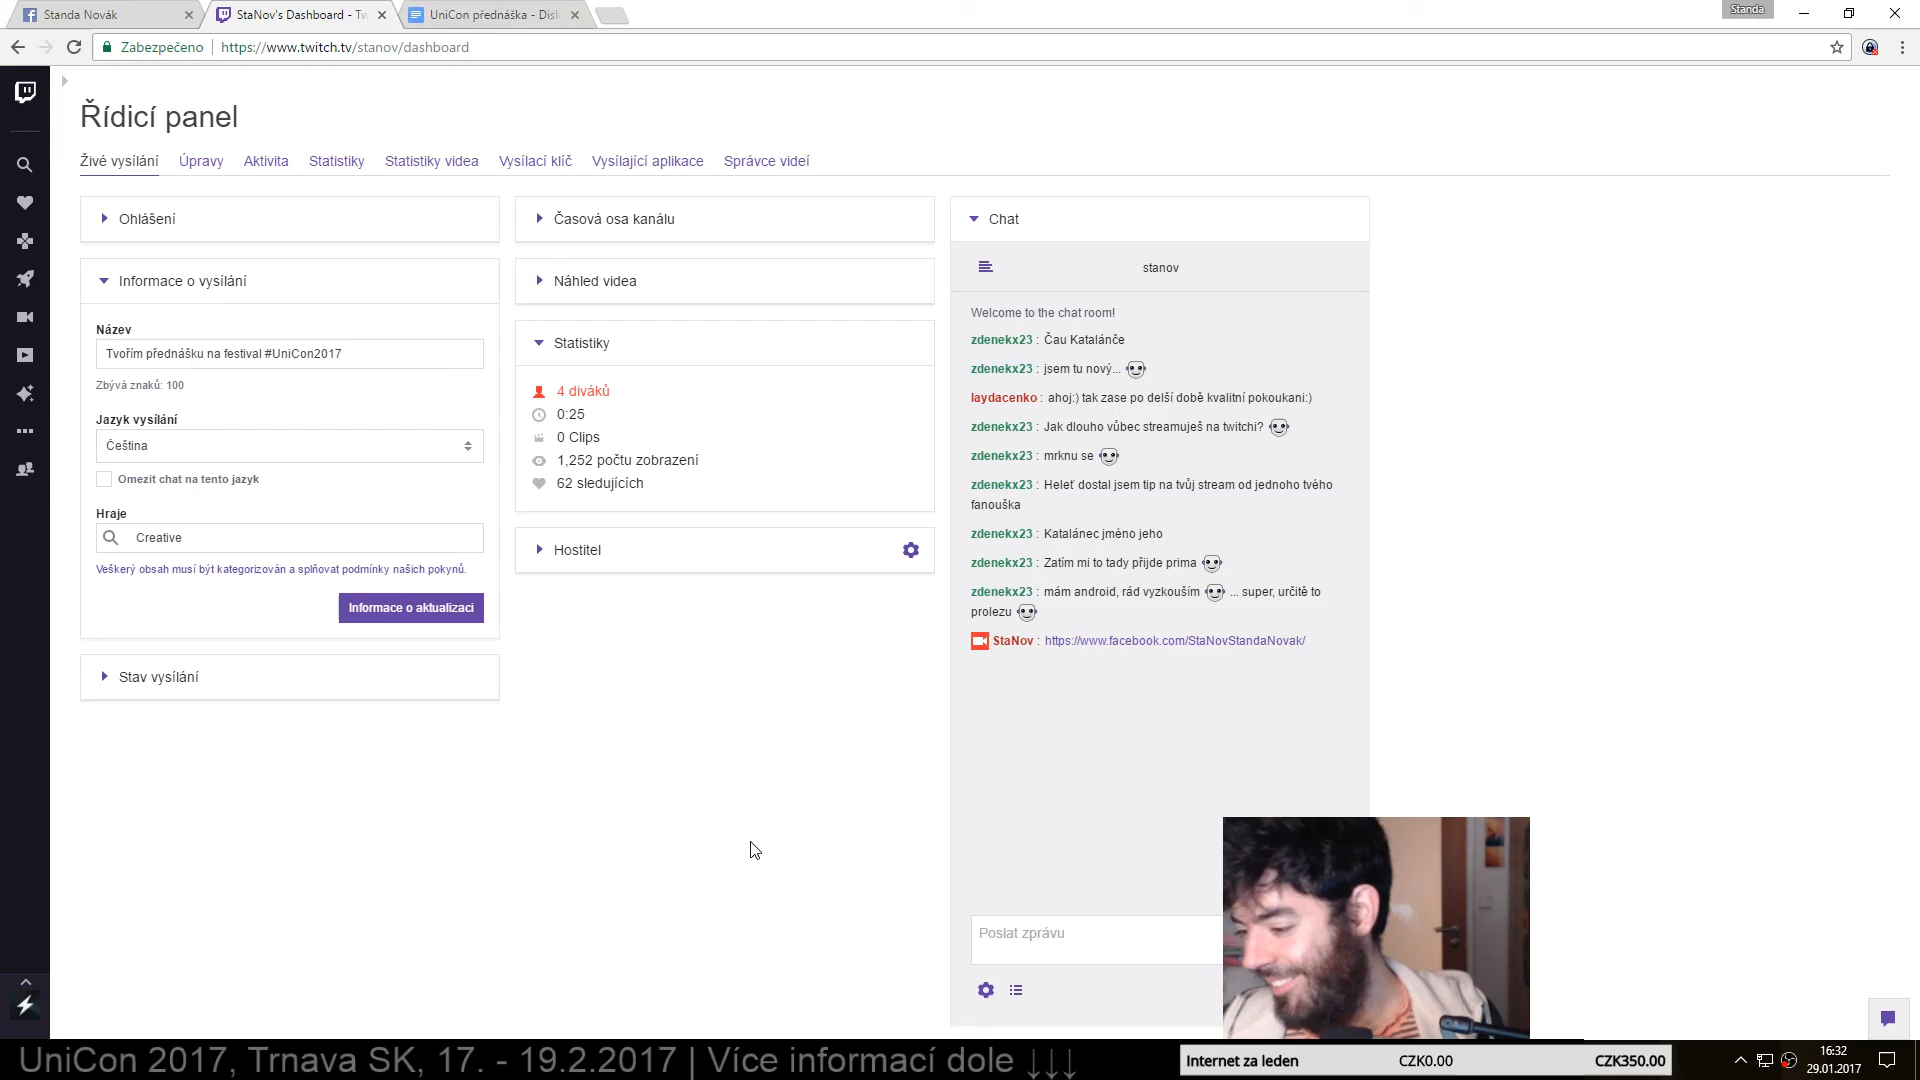 Standa Novák
StaNov's Dashboard - Tw
UniCon přednáška - Disk
Standa
Zabezpečeno
https://www.twitch.tv/stanov/dashboard
Řídicí panel
Živé vysílání
Úpravy
Aktivita
Statistiky
Statistiky videa
Vysílací klíč
Vysílající aplikace
Správce videí
Ohlášení
Informace o vysílání
Název
Tvořím přednášku na festival #UniCon2017
Zbývá znaků: 100
Jazyk vysílání
Čeština
Omezit chat na tento jazyk
Hraje
Creative
Veškerý obsah musí být kategorizován a splňovat podmínky našich pokynů.
Informace o aktualizaci
Stav vysílání
Časová osa kanálu
Náhled videa
Statistiky
4 diváků
0:25
0 Clips
1,252 počtu zobrazení
62 sledujících
Hostitel
Chat
stanov
Welcome to the chat room!
zdenekx23 : Čau Katalánče
zdenekx23 : jsem tu nový...
laydacenko : ahoj:) tak zase po delší době kvalitní pokoukani:)
zdenekx23 : Jak dlouho vůbec streamuješ na twitchi?
zdenekx23 : mrknu se
zdenekx23 : Heleť dostal jsem tip na tvůj stream od jednoho tvého
fanouška
zdenekx23 : Katalánec jméno jeho
zdenekx23 : Zatím mi to tady přijde prima
zdenekx23 : mám android, rád vyzkouším ... super, určitě to
prolezu
StaNov : https://www.facebook.com/StaNovStandaNovak/
Poslat zprávu
UniCon 2017, Trnava SK, 17. - 19.2.2017 | Více informací dole ↓↓↓
Internet za leden CZK0.00 CZK350.00
16:32
29.01.2017